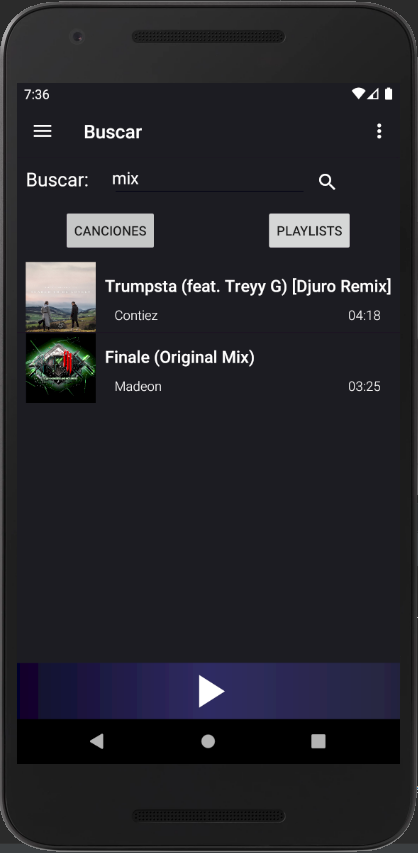 7:36
Buscar
Buscar: mix
CANCIONES PLAYLISTS
Trumpsta (feat. Treyy G) [Djuro Remix]
Contiez 04:18
Finale (Original Mix)
Madeon 03:25